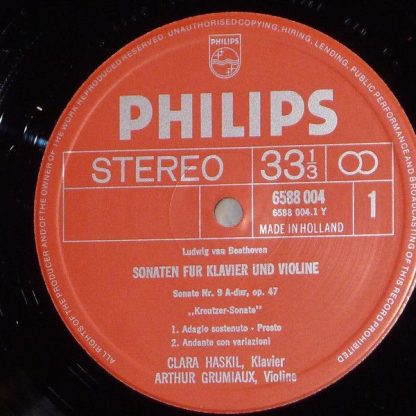 ALL RIGHTS OF THE PRODUCER AND OF THE OWNER OF THE WORK REPRODUCED RESERVED. UNAUTHORISED COPYING, HIRING, LENDING, PUBLIC PERFORMANCE AND BROADCASTING OF THIS RECORD PROHIBITED
PHILIPS
PHILIPS
STEREO 33 1/3
6588 004
6588 004.1 Y
1
MADE IN HOLLAND
Ludwig van Beethoven
SONATEN FUR KLAVIER UND VIOLINE
Sonate Nr. 9 A-dur, op. 47
„Kreutzer-Sonate"
1. Adagio sostenuto - Presto
2. Andante con variazioni
CLARA HASKIL, Klavier
ARTHUR GRUMIAUX, Violine